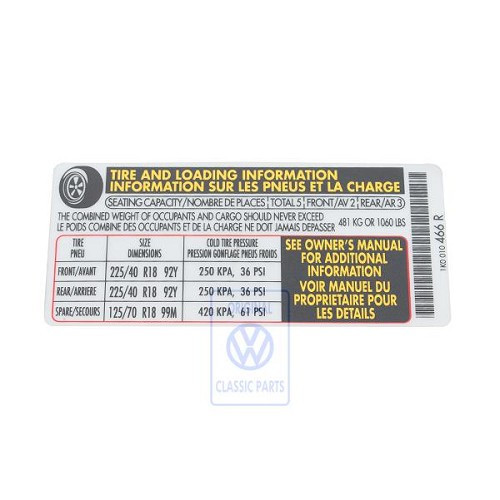 TIRE AND LOADING INFORMATION
INFORMATION SUR LES PNEUS ET LA CHARGE
SEATING CAPACITY/NOMBRE DE PLACES TOTAL 5 FRONT/AV 2 REAR/AR 3
THE COMBINED WEIGHT OF OCCUPANTS AND CARGO SHOULD NEVER EXCEED
LE POIDS COMBINE DES OCCUPANTS ET DE LA CHARGE NE DOIT JAMAIS DEPASSER
481 KG OR 1060 LBS
TIRE SIZE COLD TIRE PRESSURE
PNEU DIMENSIONS PRESSION GONFLAGE PNEUS FROIDS
FRONT/AVANT 225/40 R18 92Y 250 KPA, 36 PSI
REAR/ARRIERE 225/40 R18 92Y 250 KPA, 36 PSI
SPARE/SECOURS 125/70 R18 99M 420 KPA, 61 PSI
SEE OWNER'S MANUAL
FOR ADDITIONAL
INFORMATION
VOIR MANUEL DU
PROPRIETAIRE POUR
LES DETAILS
1K0 010 466 R
ORIGINAL
CLASSIC PARTS